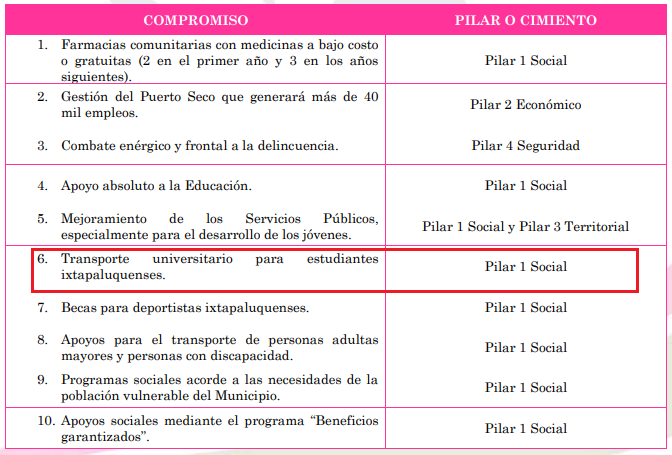 COMPROMISO PILAR O CIMIENTO
1. Farmacias comunitarias con medicinas a bajo costo
o gratuitas (2 en el primer año y 3 en los años
siguientes).
Pilar 1 Social
2. Gestión del Puerto Seco que generará más de 40
mil empleos.
Pilar 2 Económico
3. Combate enérgico y frontal a la delincuencia.
Pilar 4 Seguridad
4. Apoyo absoluto a la Educación.
Pilar 1 Social
5. Mejoramiento de los Servicios Públicos,
especialmente para el desarrollo de los jóvenes.
Pilar 1 Social y Pilar 3 Territorial
6. Transporte universitario para estudiantes
ixtapaluquenses.
Pilar 1 Social
7. Becas para deportistas ixtapaluquenses.
Pilar 1 Social
8. Apoyos para el transporte de personas adultas
mayores y personas con discapacidad.
Pilar 1 Social
9. Programas sociales acorde a las necesidades de la
población vulnerable del Municipio.
Pilar 1 Social
10. Apoyos sociales mediante el programa “Beneficios
garantizados”.
Pilar 1 Social